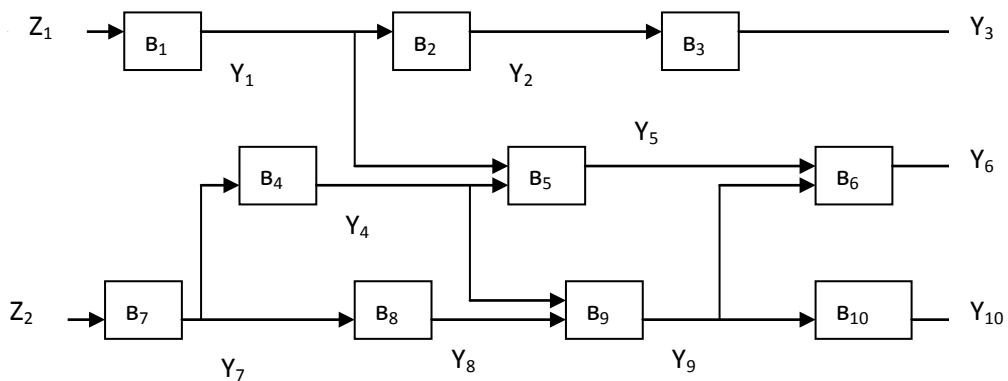 Z₁ B₁ B₂ B₃ Y₃
Y₁ Y₂
Y₅
B₄ B₅ B₆ Y₆
Y₄
Z₂ B₇ B₈ B₉ B₁₀ Y₁₀
Y₇ Y₈ Y₉